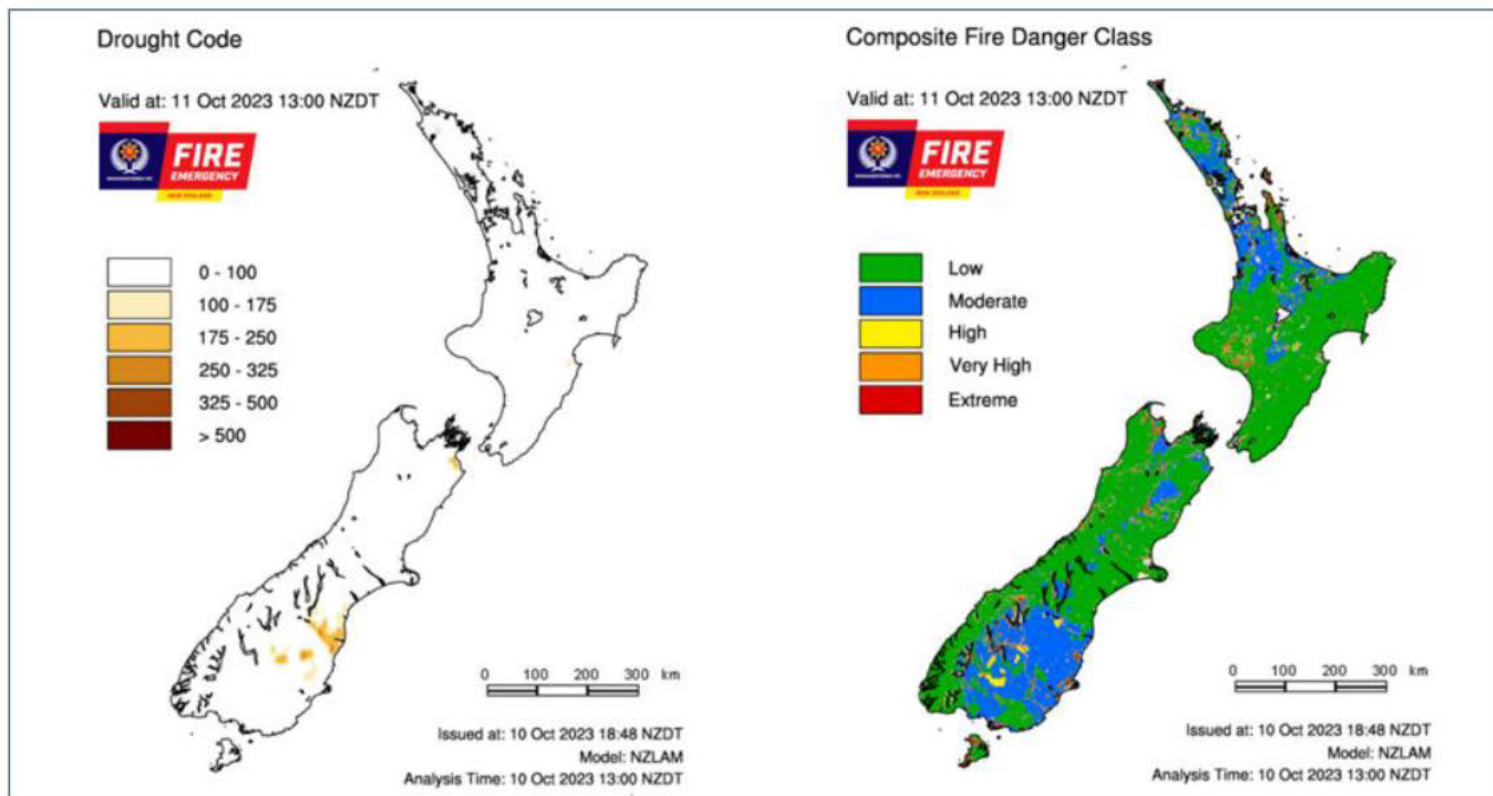 Drought Code
Valid at: 11 Oct 2023 13:00 NZDT
FIRE
EMERGENCY
NEW ZEALAND
0 - 100
100 - 175
175 - 250
250 - 325
325 - 500
> 500
0 100 200 300 km
Issued at: 10 Oct 2023 18:48 NZDT
Model: NZLAM
Analysis Time: 10 Oct 2023 13:00 NZDT
Composite Fire Danger Class
Valid at: 11 Oct 2023 13:00 NZDT
FIRE
EMERGENCY
NEW ZEALAND
Low
Moderate
High
Very High
Extreme
0 100 200 300 km
Issued at: 10 Oct 2023 18:48 NZDT
Model: NZLAM
Analysis Time: 10 Oct 2023 13:00 NZDT